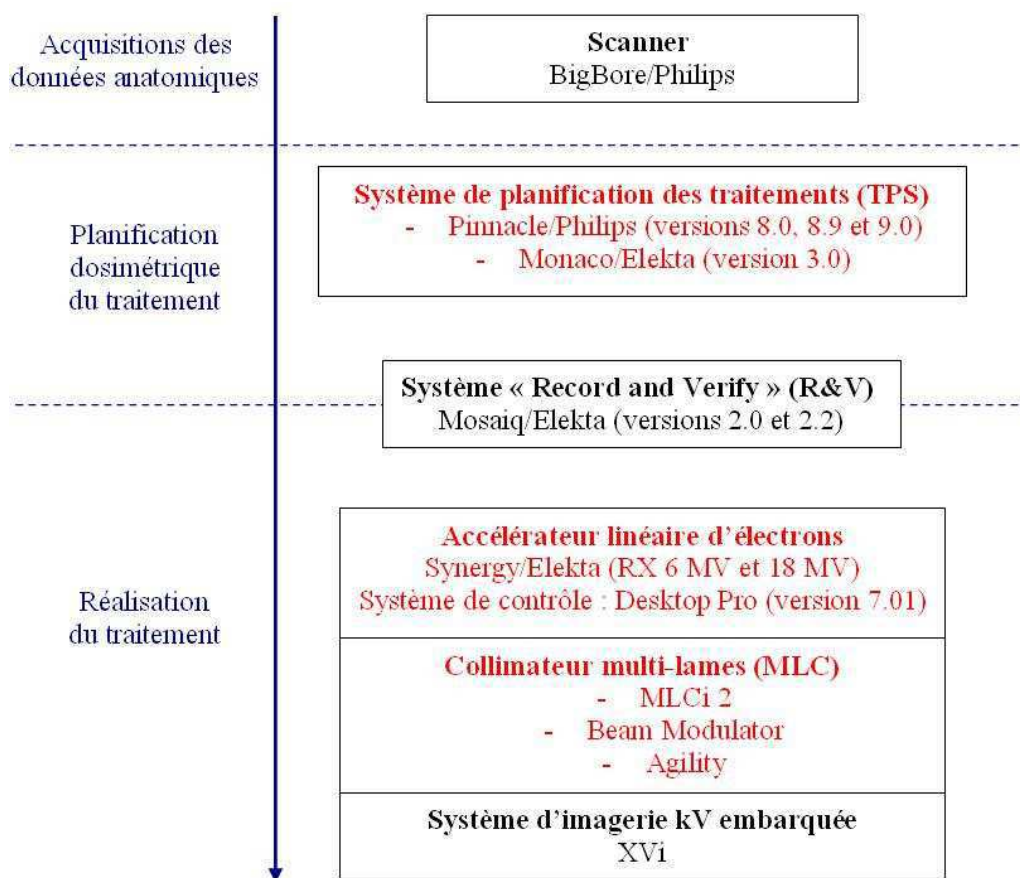 Acquisitions des
données anatomiques
Scanner
BigBore/Philips
Planification
dosimétrique
du traitement
Système de planification des traitements (TPS)
- Pinnacle/Philips (versions 8.0, 8.9 et 9.0)
- Monaco/Elekta (version 3.0)
Système « Record and Verify » (R&V)
Mosaiq/Elekta (versions 2.0 et 2.2)
Réalisation
du traitement
Accélérateur linéaire d’électrons
Synergy/Elekta (RX 6 MV et 18 MV)
Système de contrôle : Desktop Pro (version 7.01)
Collimateur multi-lames (MLC)
- MLCi 2
- Beam Modulator
- Agility
Système d’imagerie kV embarquée
XVi